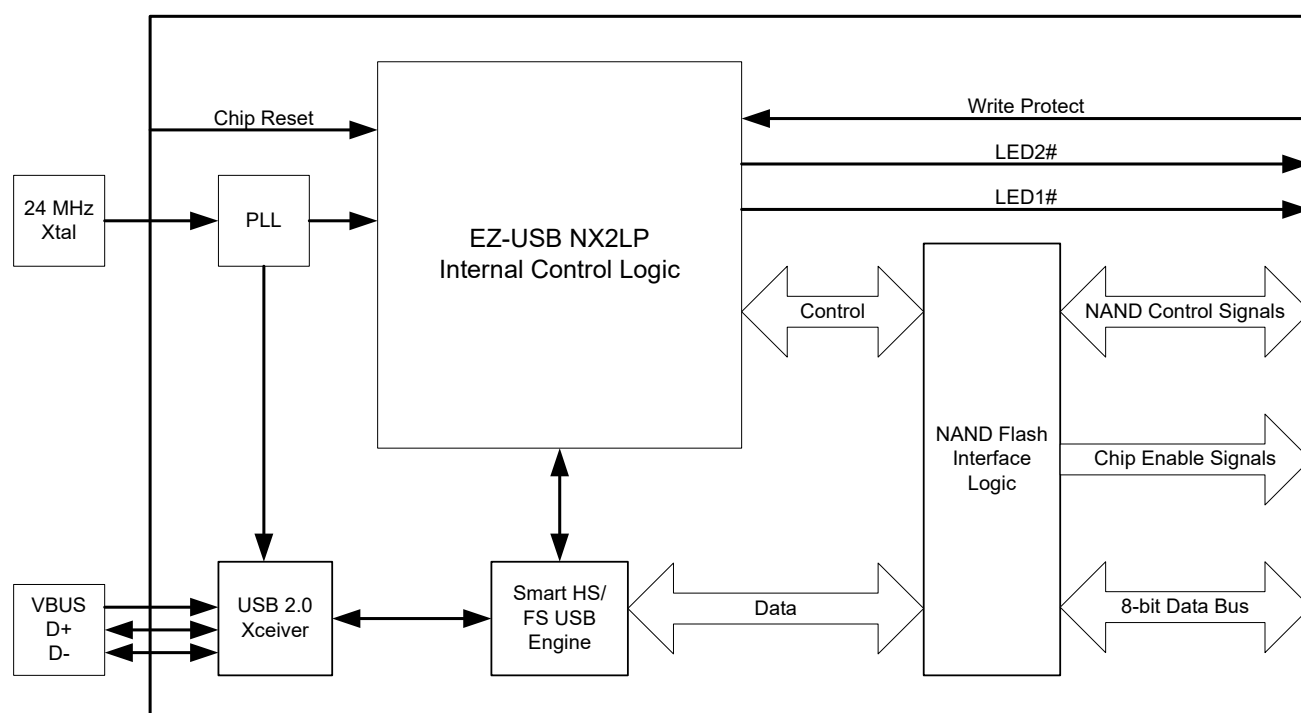 Chip Reset
Write Protect
LED2#
LED1#
24 MHz
Xtal
PLL
EZ-USB NX2LP
Internal Control Logic
Control
NAND Control Signals
NAND Flash
Interface
Logic
Chip Enable Signals
VBUS
D+
D-
USB 2.0
Xceiver
Smart HS/
FS USB
Engine
Data
8-bit Data Bus